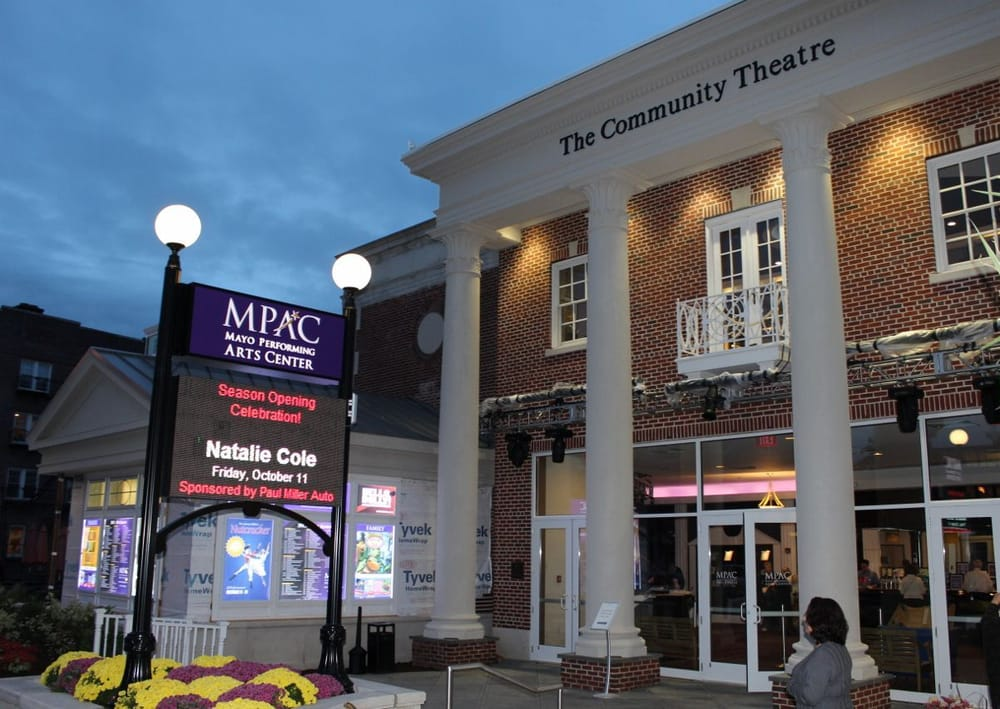 The Community Theatre
MPAC
MAYO PERFORMING
ARTS CENTER
Season Opening
Celebration!
Natalie Cole
Friday, October 11
Sponsored by Paul Miller Auto
Nutcracker
FAMILY
Tyvek
HomeWrap
Tyvek
HomeWrap
Tyvek
MPAC
MPAC
EXIT